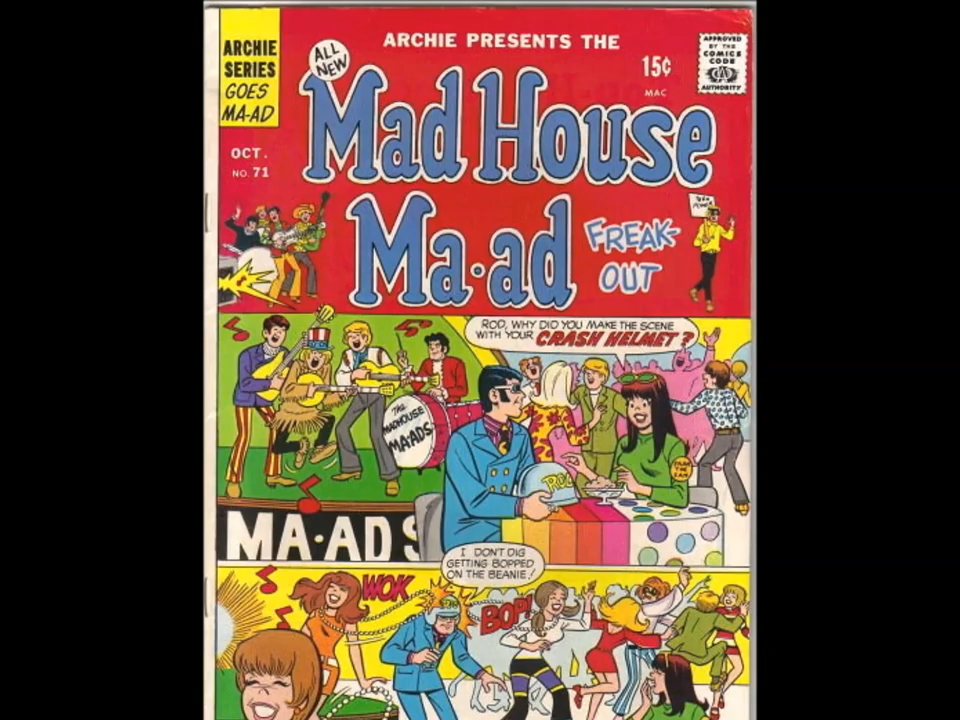 ARCHIE
SERIES
GOES
MA-AD
ALL
NEW
ARCHIE PRESENTS THE
15¢
MAC
APPROVED
BY THE
COMICS
CODE
CA
AUTHORITY
Mad House
OCT.
NO. 71
Ma·ad
FREAK-
OUT
ROD, WHY DID YOU MAKE THE SCENE
WITH YOUR CRASH HELMET?
THE
MADHOUSE
MA-ADS
ROD
MA·ADS
I DON'T DIG
GETTING BOPPED
ON THE BEANIE!
WOK
BOP!